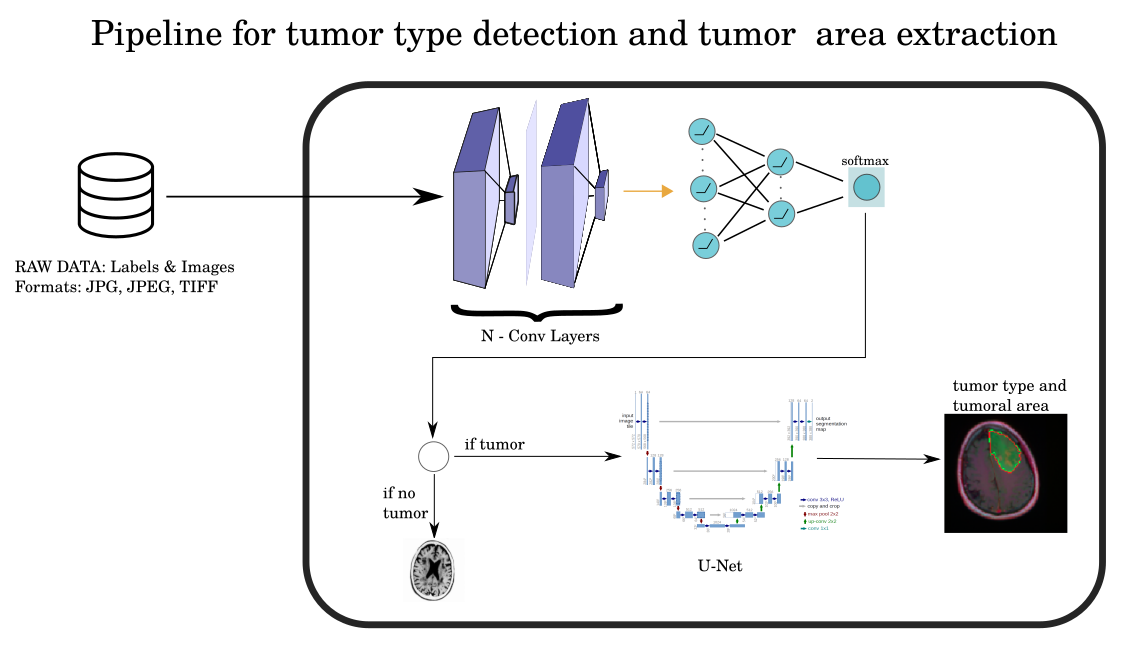 Pipeline for tumor type detection and tumor area extraction
softmax
RAW DATA: Labels & Images
Formats: JPG, JPEG, TIFF
N - Conv Layers
tumor type and
tumoral area
input
image
tile
output
segmentation
map
if tumor
if no
tumor
conv 3x3, ReLU
copy and crop
max pool 2x2
up-conv 2x2
conv 1x1
U-Net